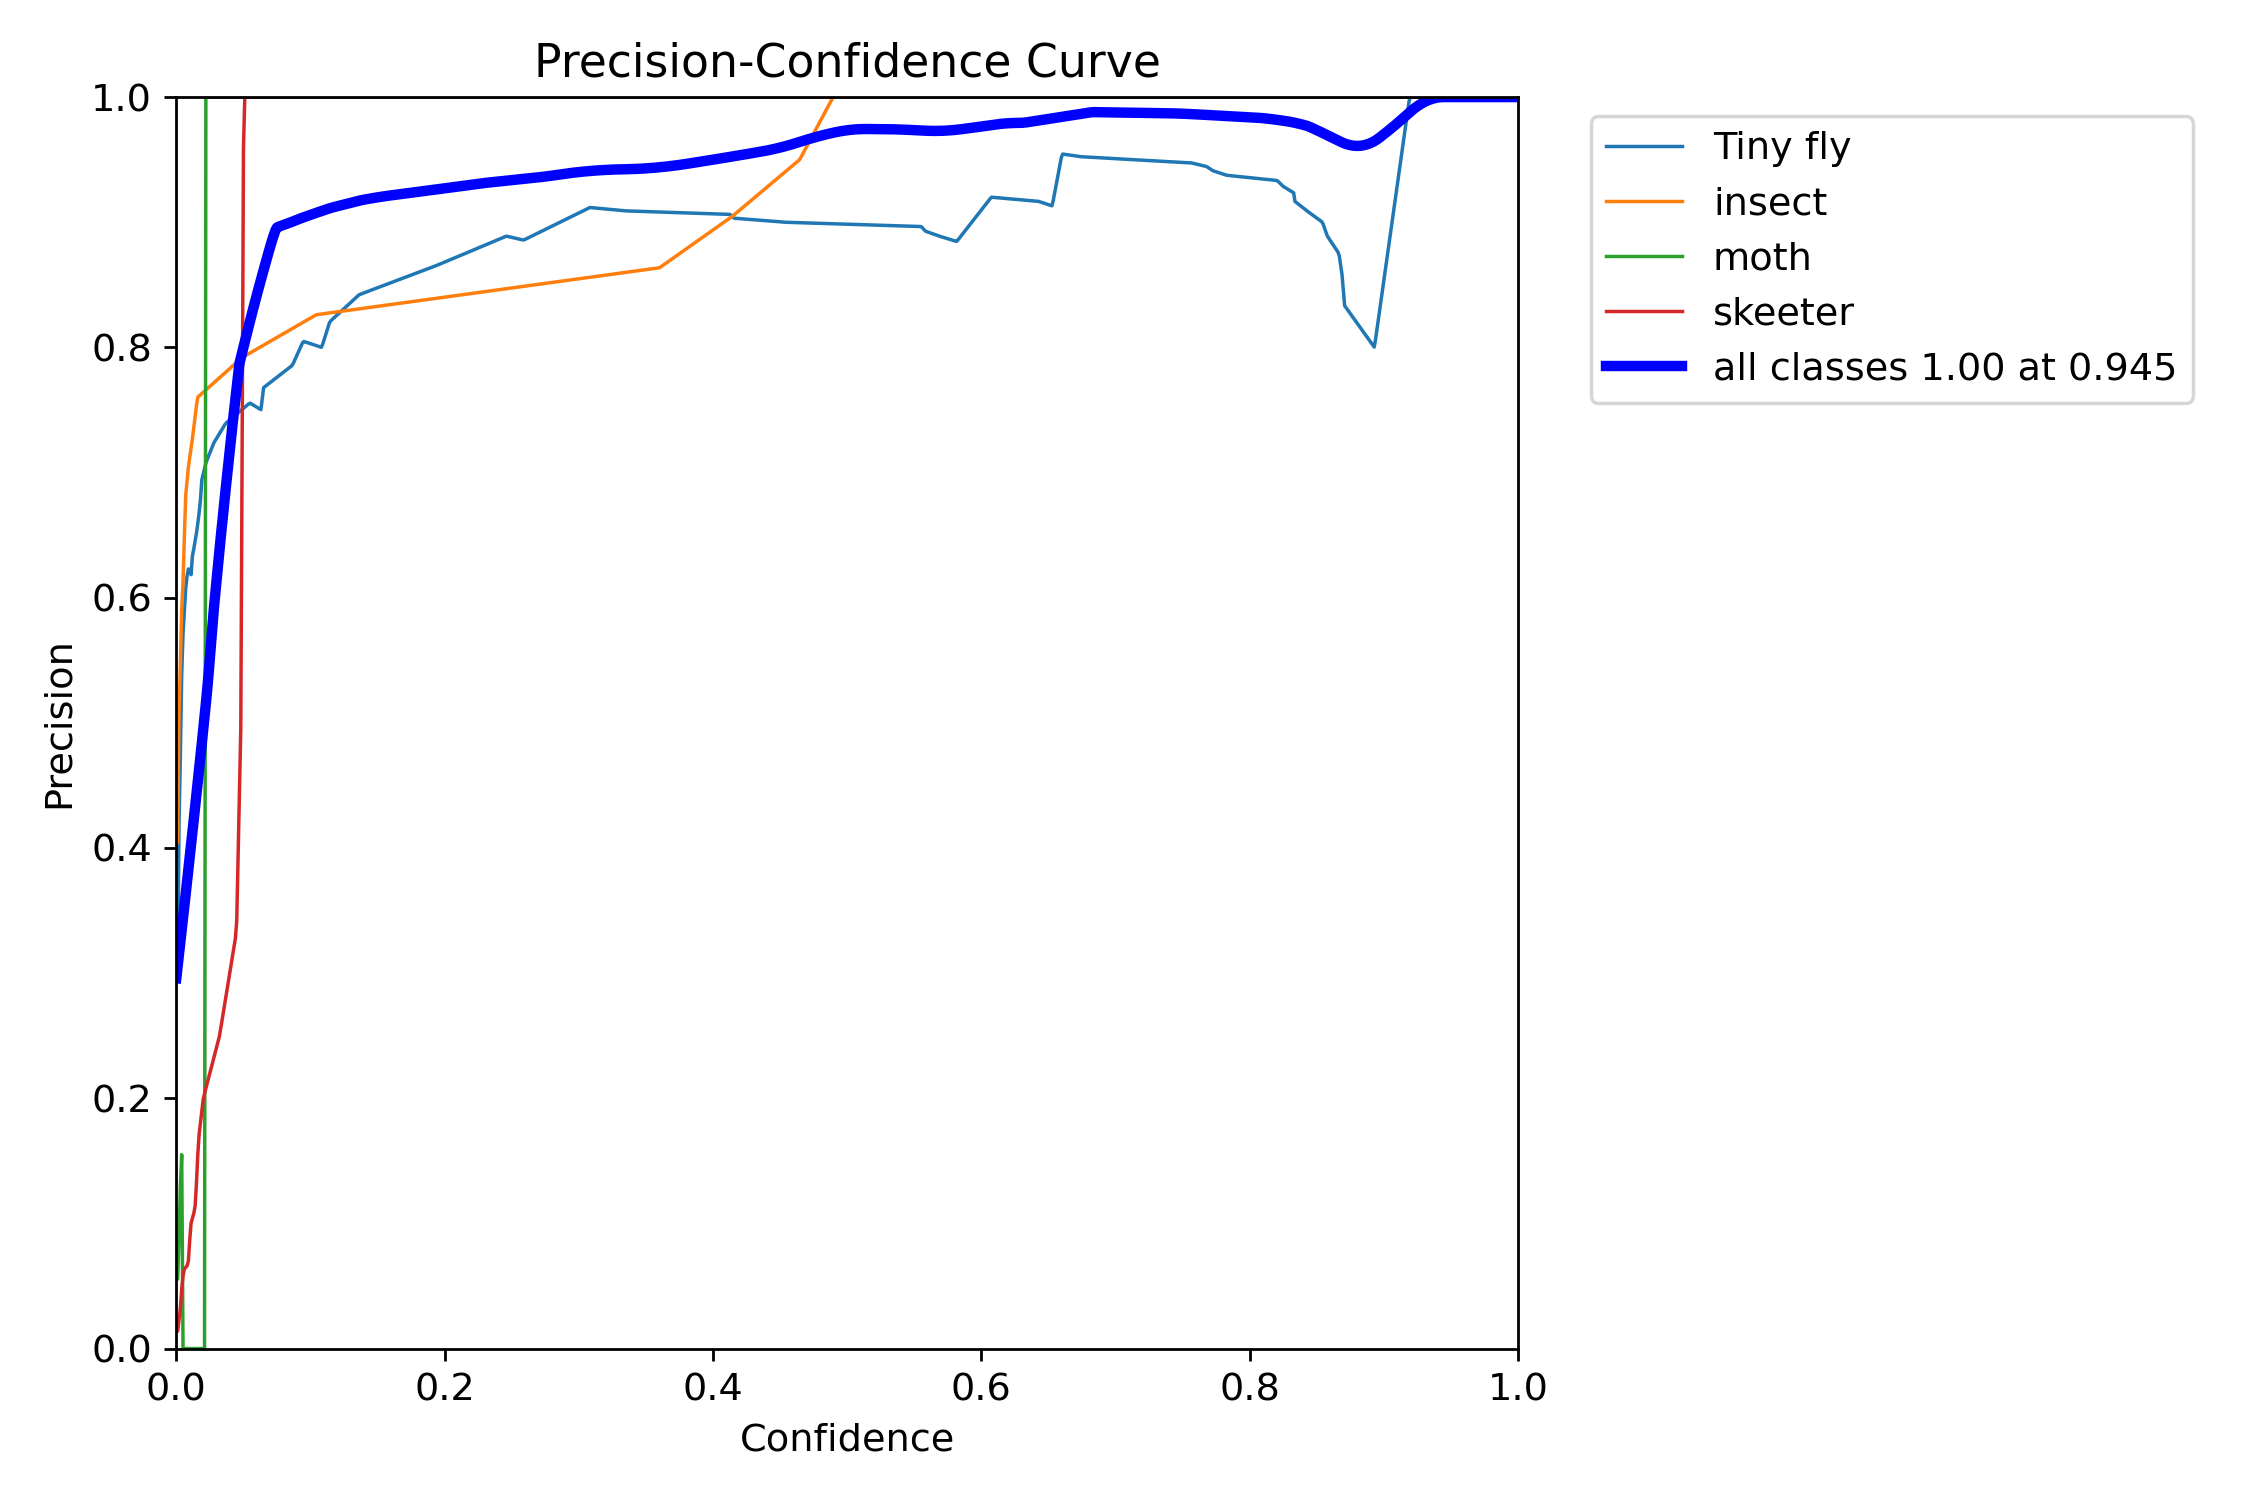 Precision-Confidence Curve
1.0
0.8
0.6
0.4
0.2
0.0
Precision
0.0 0.2 0.4 0.6 0.8 1.0
Confidence
Tiny fly
insect
moth
skeeter
all classes 1.00 at 0.945